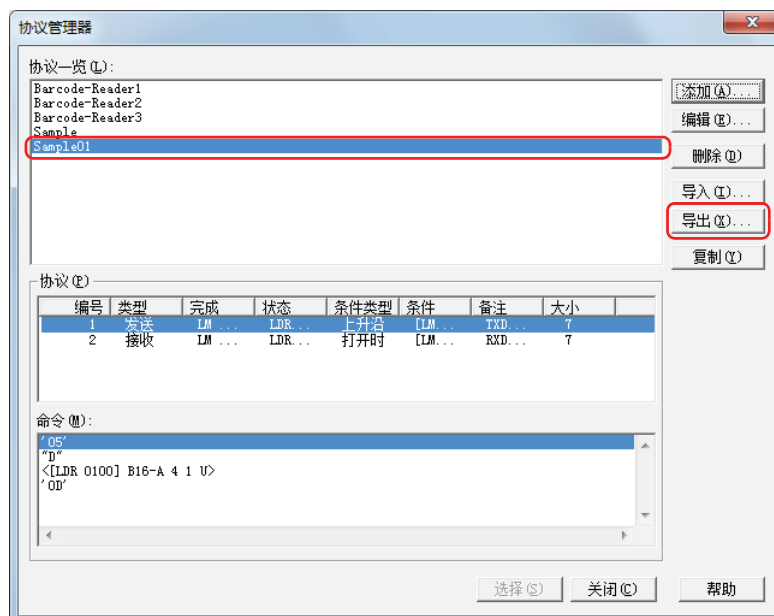 协议管理器
协议一览(L):
Barcode-Reader1
Barcode-Reader2
Barcode-Reader3
Sample
Sample01
添加(A)...
编辑(E)...
删除(D)
导入(I)...
导出(X)...
复制(Y)
协议(P)
编号 类型 完成 状态 条件类型 条件 备注 大小
1 发送 LM ... LDR... 上升沿 [LM... TXD... 7
2 接收 LM ... LDR... 打开时 [LM... RXD... 7
命令(M):
'05'
"D"
<[LDR 0100] B16-A 4 1 U>
'0D'
选择(S) 关闭(C) 帮助